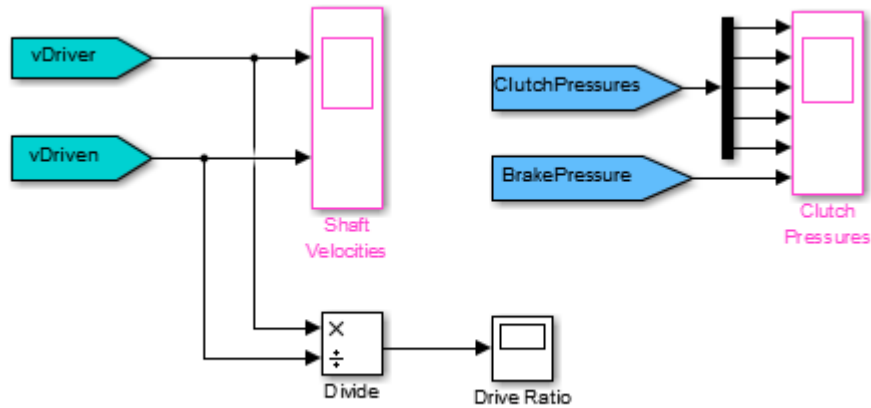 vDriver
vDriven
Shaft
Velocities
ClutchPressures
BrakePressure
Clutch
Pressures
×
÷
Divide
Drive Ratio